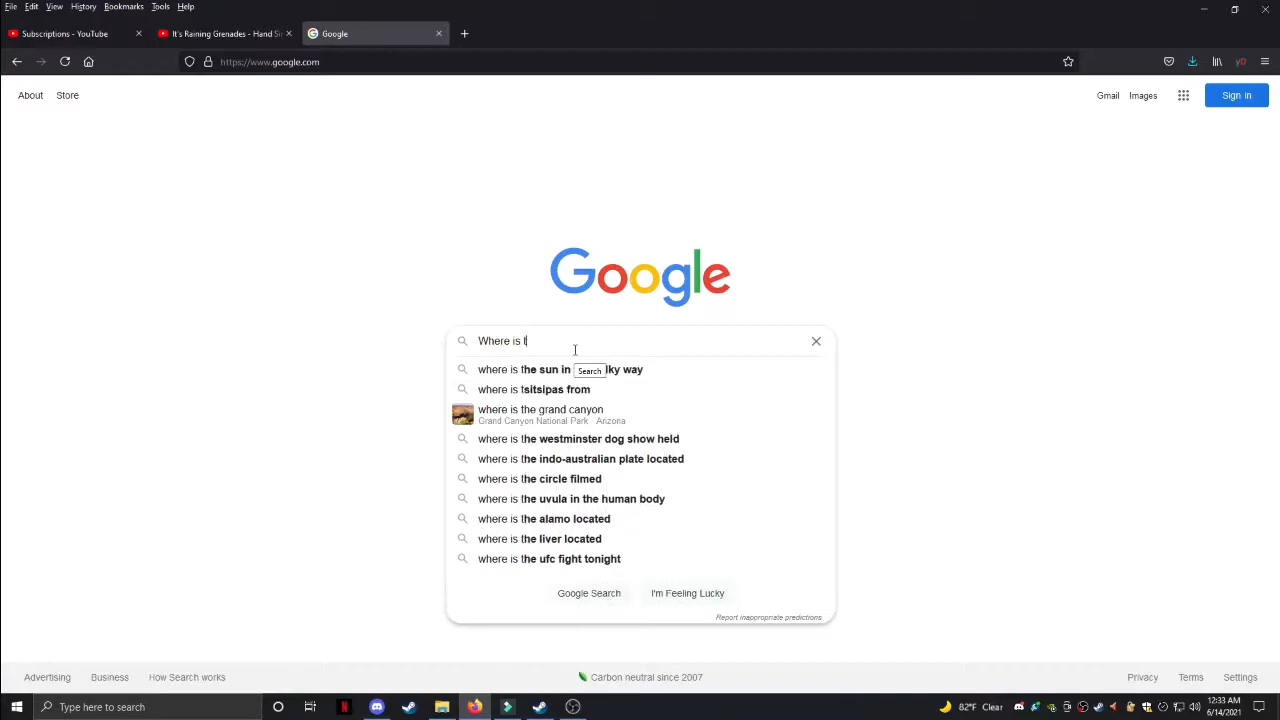 File Edit View History Bookmarks Tools Help
Subscriptions - YouTube
It's Raining Grenades - Hand Si
Google
https://www.google.com
About Store
Gmail Images Sign in
Google
Where is t
where is the sun in lky way
Search
where is tsitsipas from
where is the grand canyon
Grand Canyon National Park Arizona
where is the westminster dog show held
where is the indo-australian plate located
where is the circle filmed
where is the uvula in the human body
where is the alamo located
where is the liver located
where is the ufc fight tonight
Google Search I'm Feeling Lucky
Report inappropriate predictions
Advertising Business How Search works
Carbon neutral since 2007
Privacy Terms Settings
Type here to search
82°F Clear
12:33 AM
6/14/2021